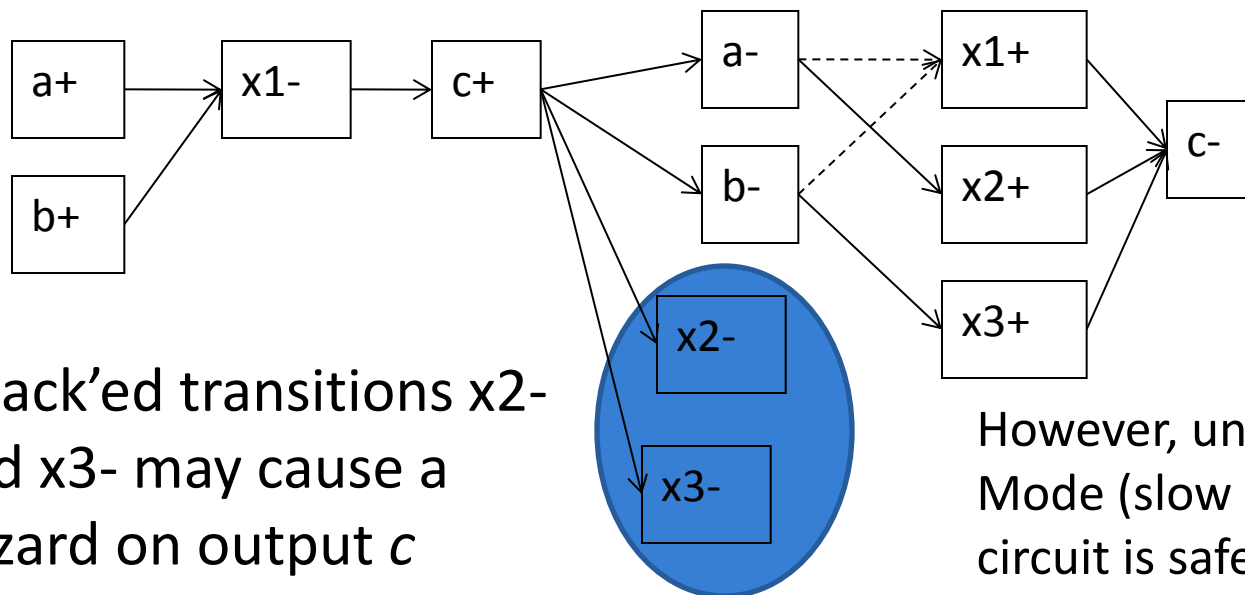 a+
b+
x1-
c+
a-
b-
x1+
x2+
x3+
c-
x2-
x3-
ack’ed transitions x2-
d x3- may cause a
zard on output c
However, un
Mode (slow
circuit is safe